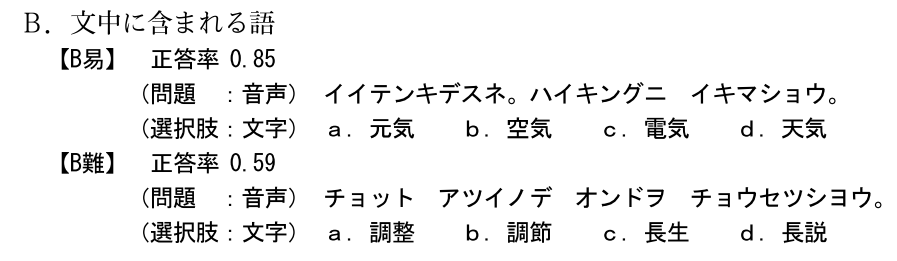 B．文中に含まれる語
【B易】　正答率 0.85
（問題　：音声）　イイテンキデスネ。ハイキングニ　イキマショウ。
（選択肢：文字）　ａ．元気　　ｂ．空気　　ｃ．電気　　ｄ．天気
【B難】　正答率 0.59
（問題　：音声）　チョット　アツイノデ　オンドヲ　チョウセツシヨウ。
（選択肢：文字）　ａ．調整　　ｂ．調節　　ｃ．長生　　ｄ．長説